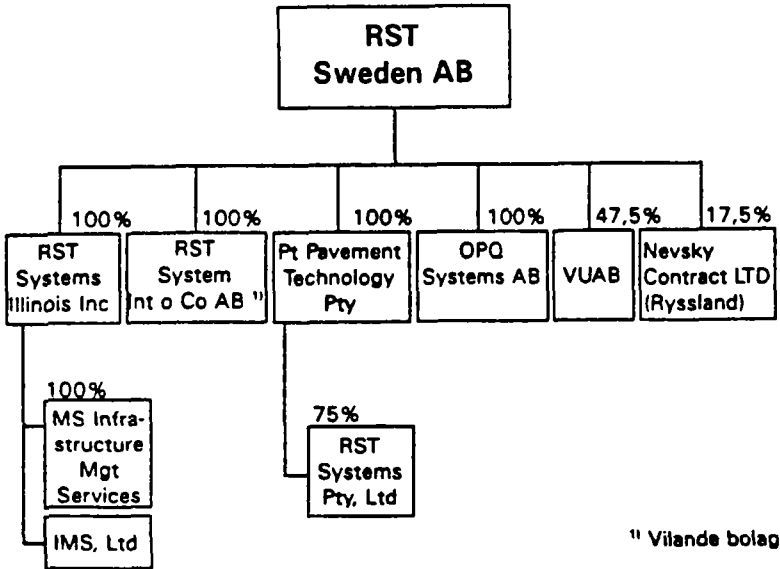 RST
Sweden AB
100%
100%
100%
100%
47,5%
17,5%
RST
Systems
Illinois Inc
RST
System
Int o Co AB ¹⁾
Pt Pavement
Technology
Pty
OPQ
Systems AB
VUAB
Nevsky
Contract LTD
(Ryssland)
100%
MS Infra-
structure
Mgt
Services
IMS, Ltd
75%
RST
Systems
Pty, Ltd
¹⁾ Vilande bolag